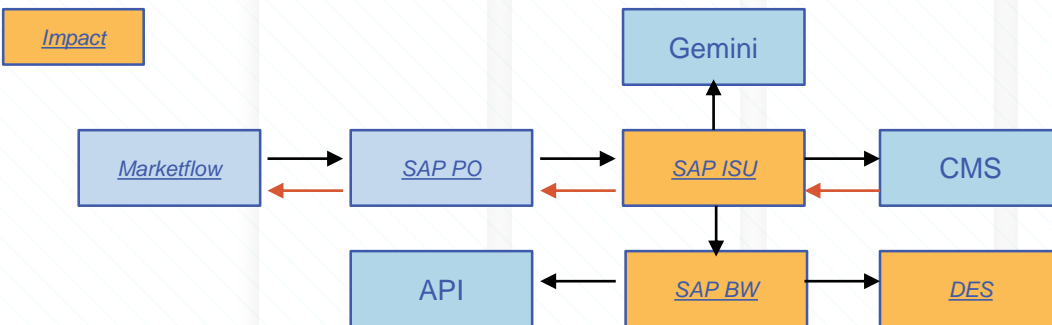 Impact
Gemini
Marketflow
SAP PO
SAP ISU
CMS
API
SAP BW
DES